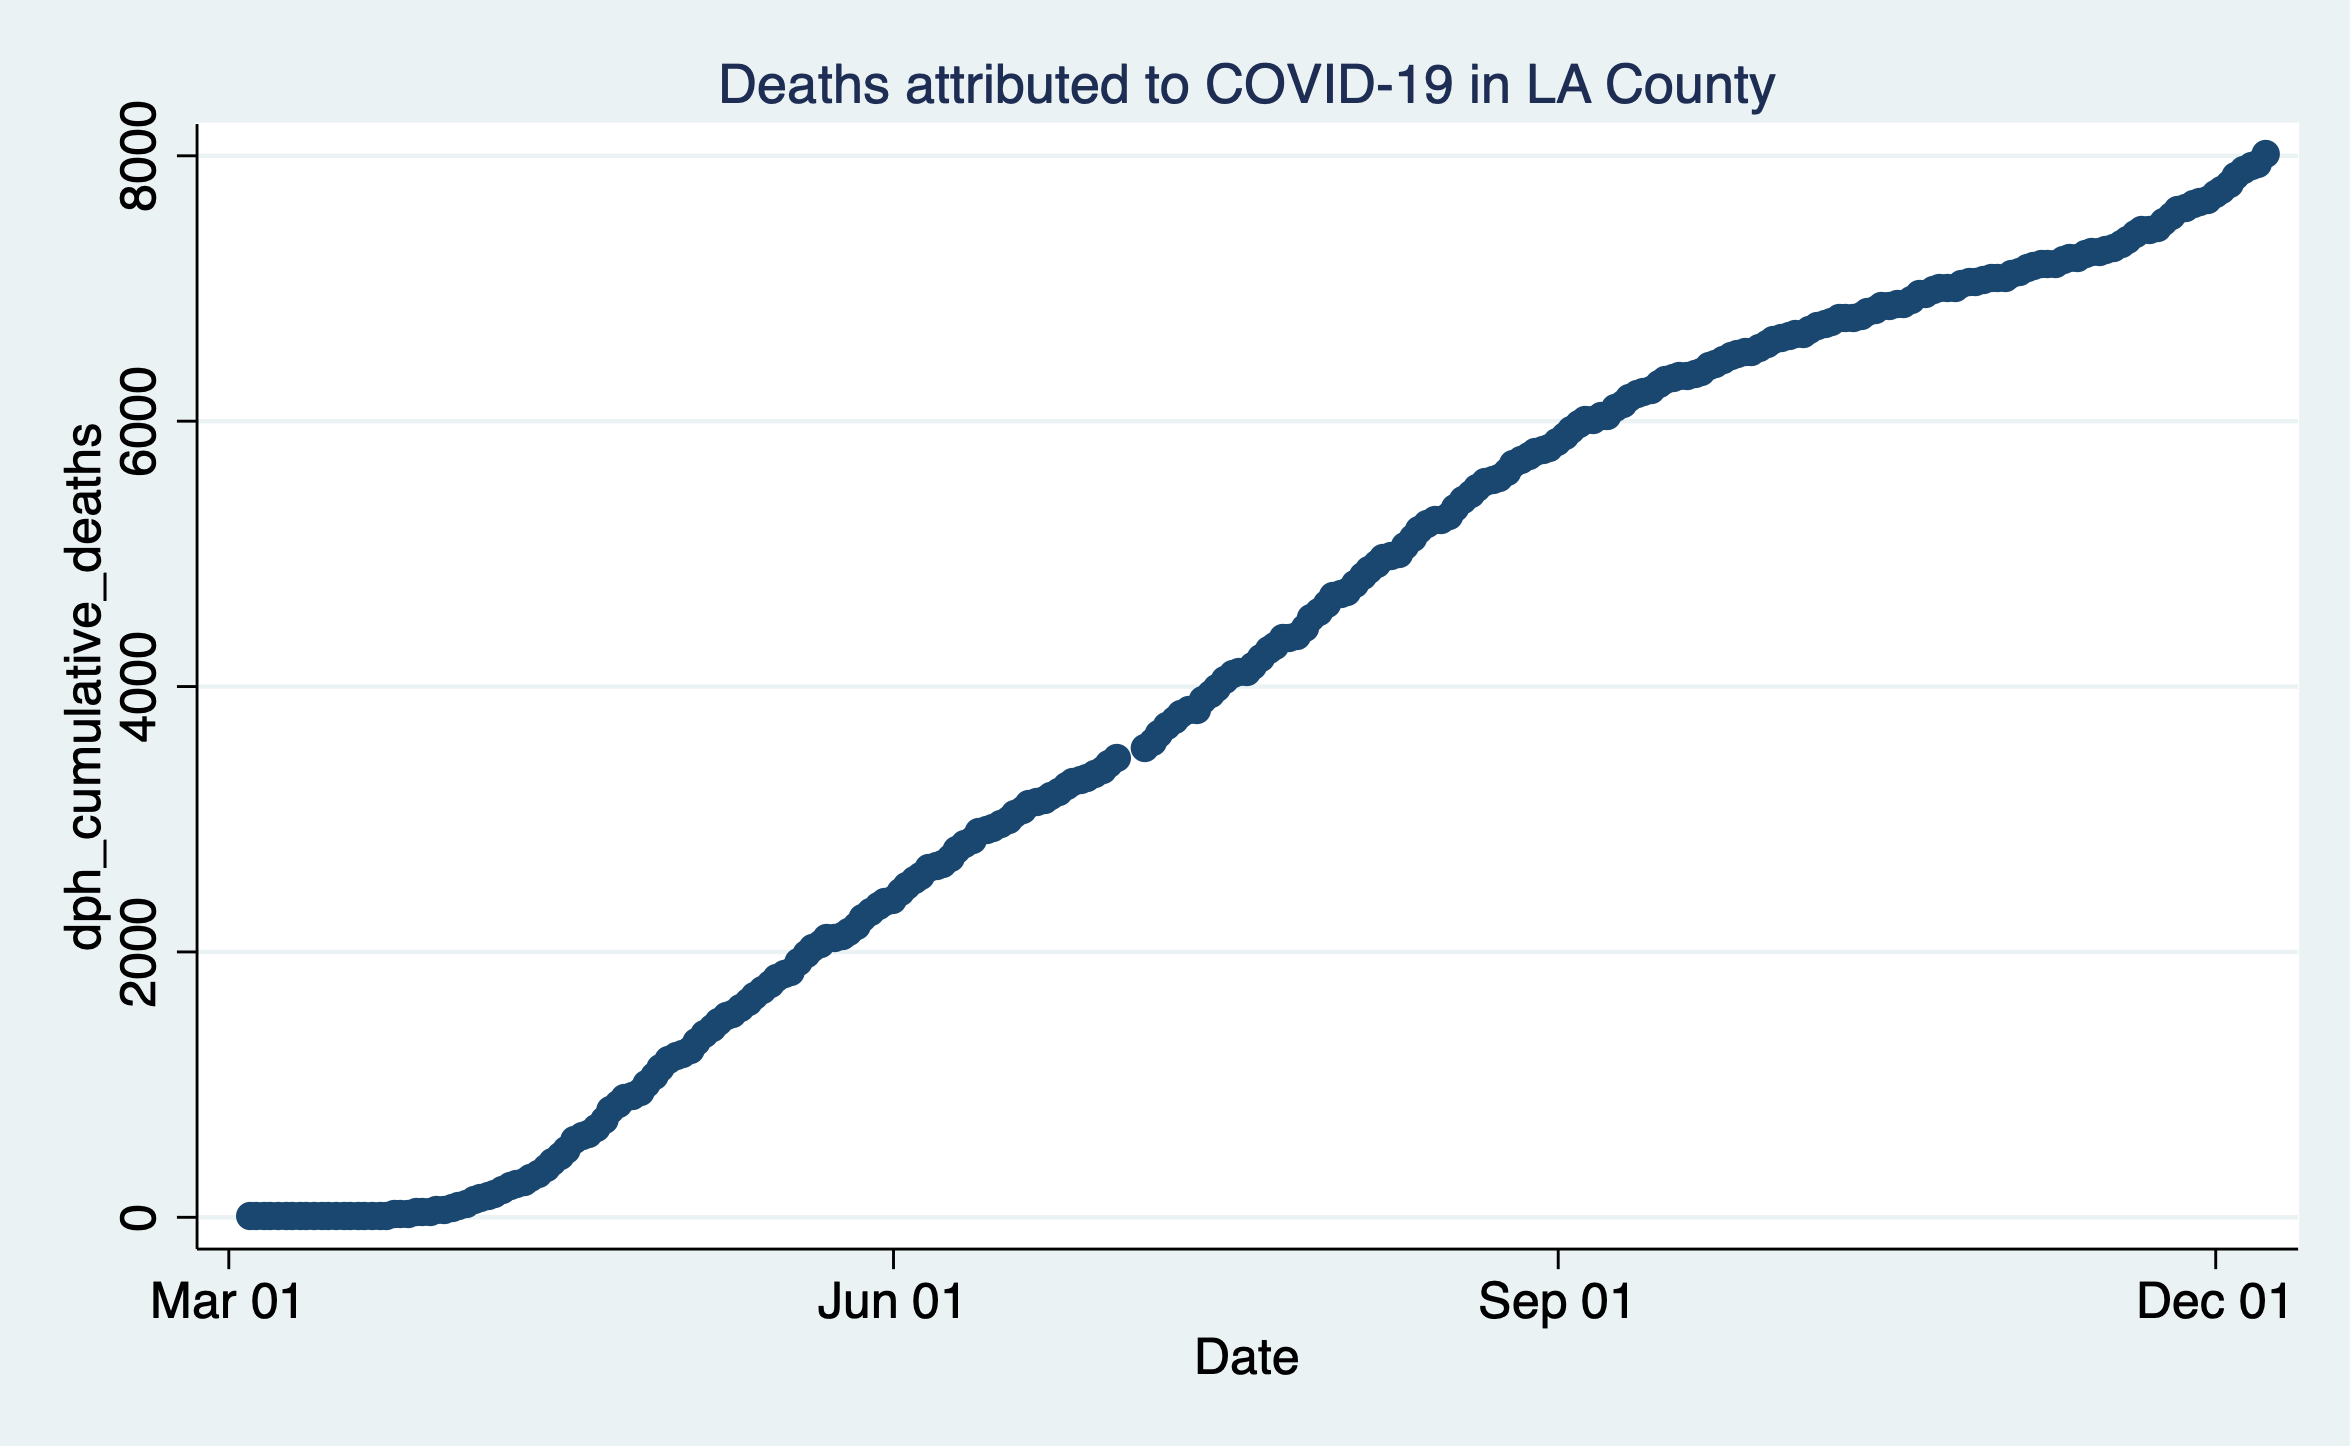 Deaths attributed to COVID-19 in LA County
dph_cumulative_deaths
8000
6000
4000
2000
0
Mar 01
Jun 01
Sep 01
Dec 01
Date